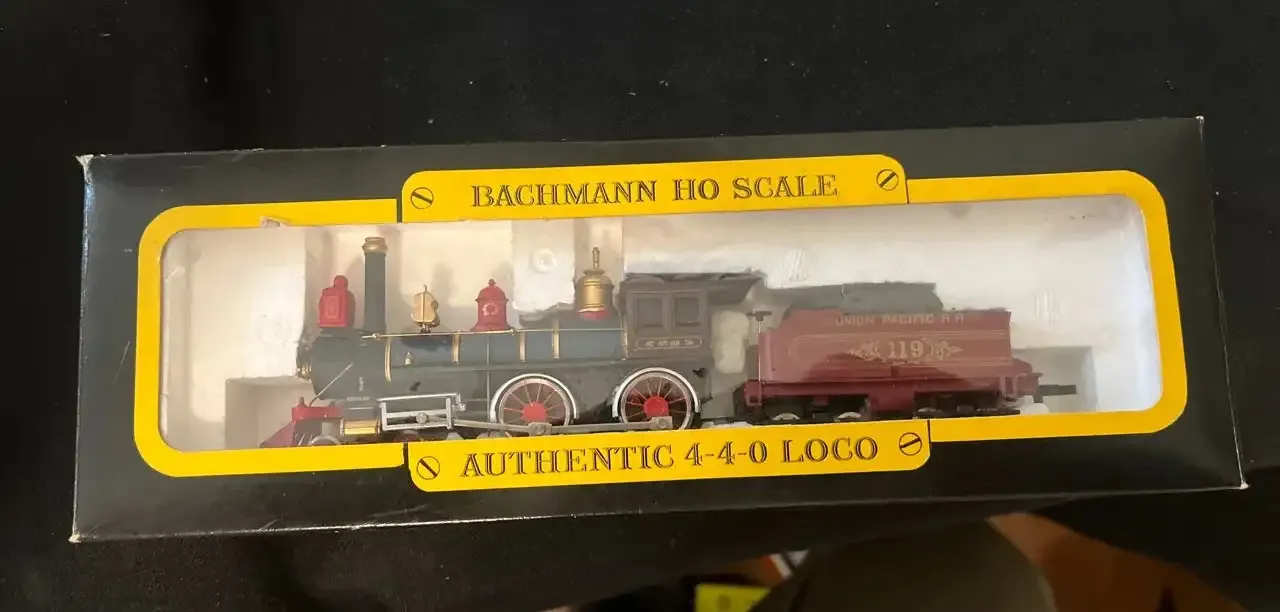 BACHMANN HO SCALE
UNION PACIFIC R R
119
AUTHENTIC 4-4-0 LOCO